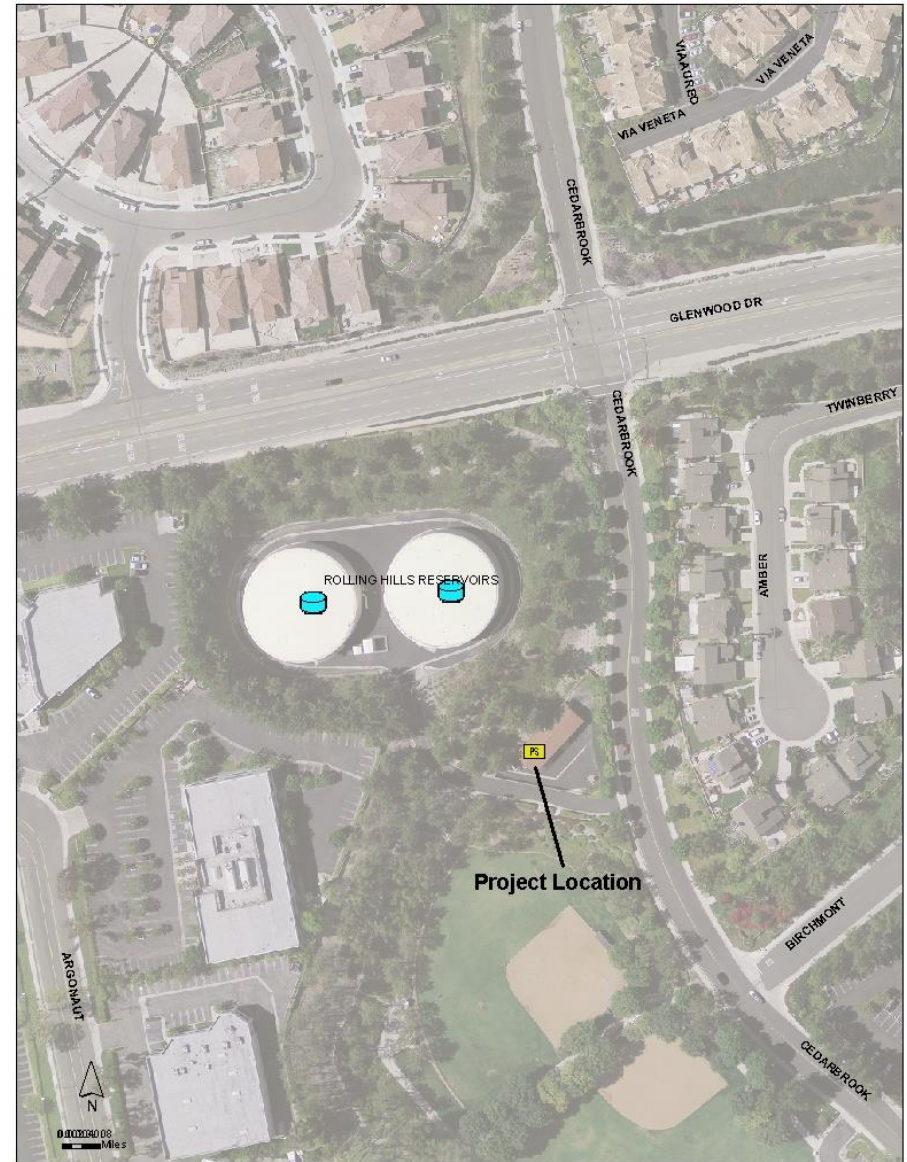 VIA AUREO
VIA VENETA
VIA VENETA
CEDARBROOK
GLENWOOD DR
CEDARBROOK
TWINBERRY
AMBER
ROLLING HILLS RESERVOIRS
PS
Project Location
BIRCHMONT
ARGONAUT
CEDARBROOK
N
Miles